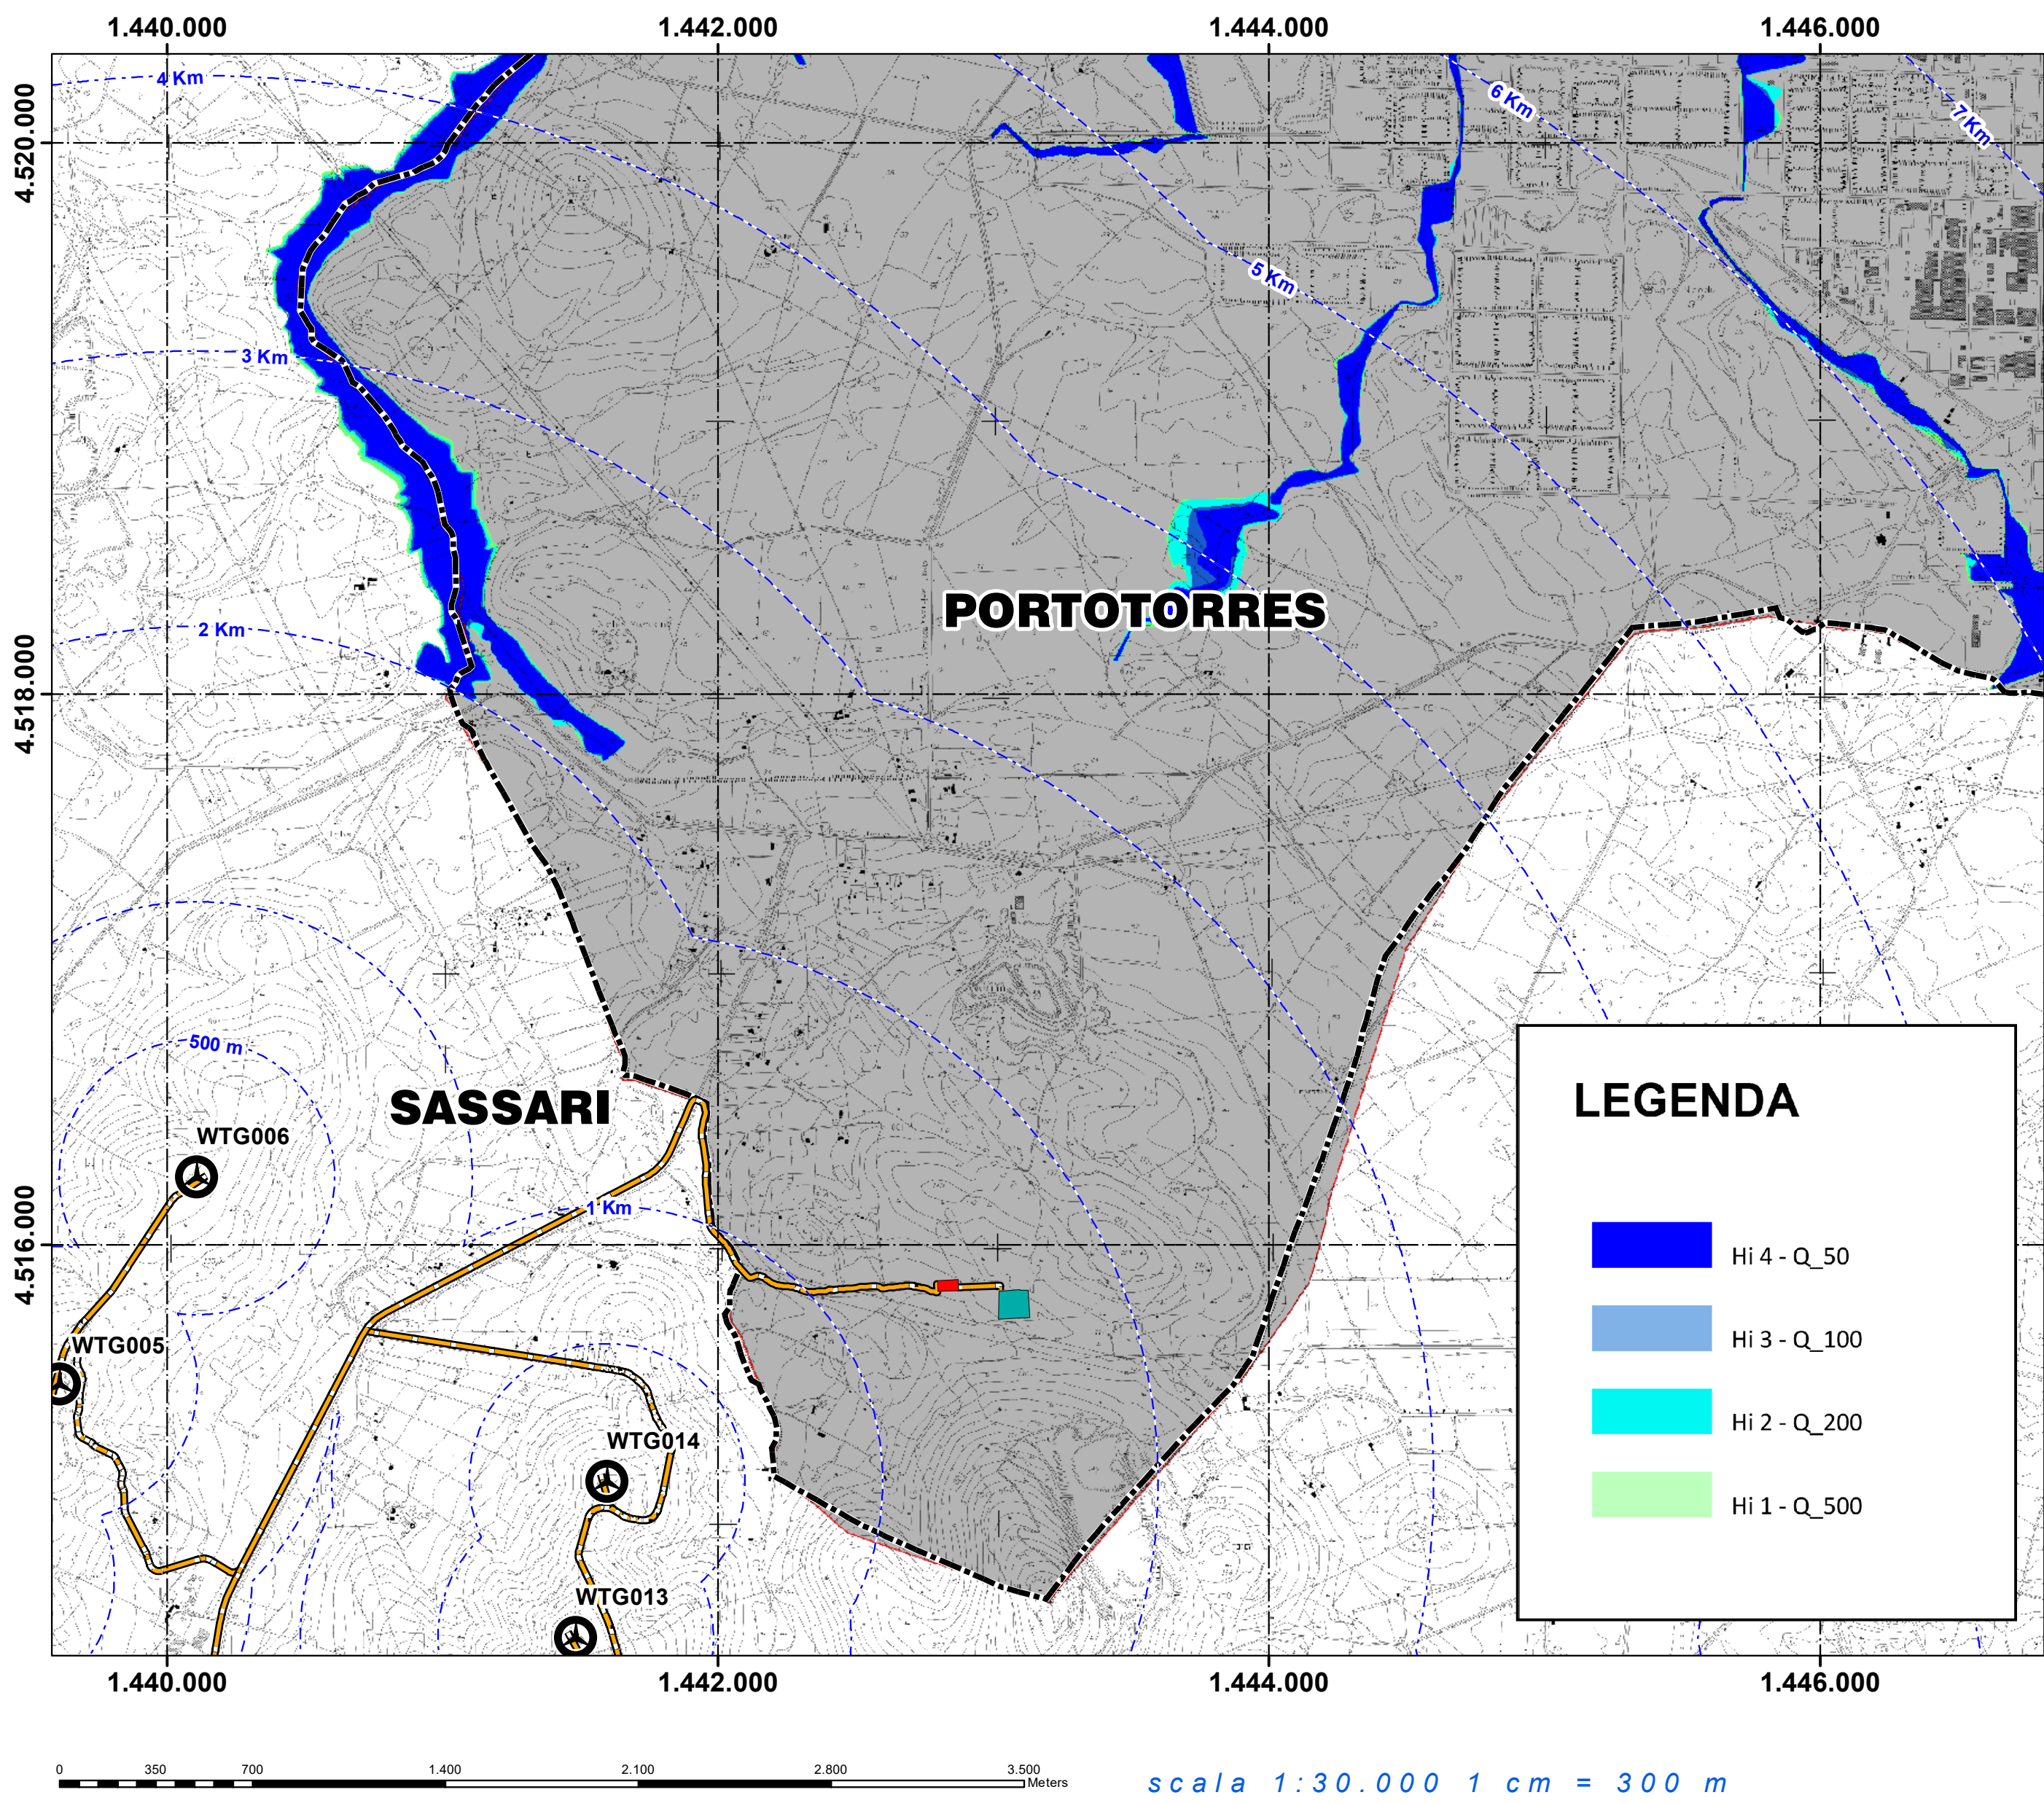 1.440.000 1.442.000 1.444.000 1.446.000
4 Km
6 Km
7 Km
4.520.000
5 Km
3 Km
PORTOTORRES
2 Km
4.518.000
500 m
LEGENDA
SASSARI
WTG006
1 Km
4.516.000
Hi 4 - Q_50
Hi 3 - Q_100
WTG005
Hi 2 - Q_200
WTG014
Hi 1 - Q_500
WTG013
1.440.000 1.442.000 1.444.000 1.446.000
0 350 700 1.400 2.100 2.800 3.500
Meters
scala 1:30.000 1 cm = 300 m